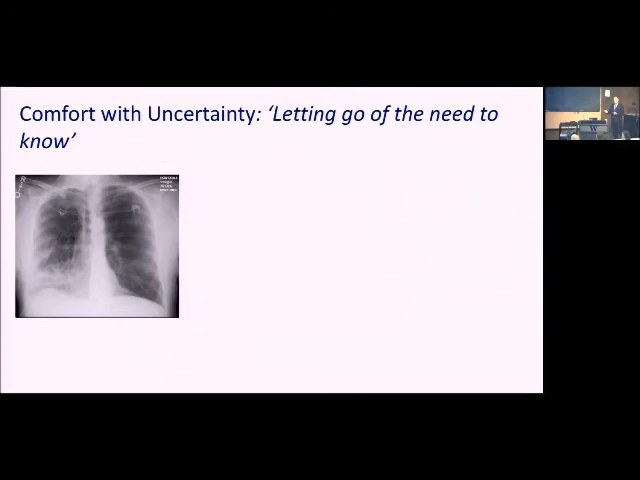 Comfort with Uncertainty: ‘Letting go of the need to
know’